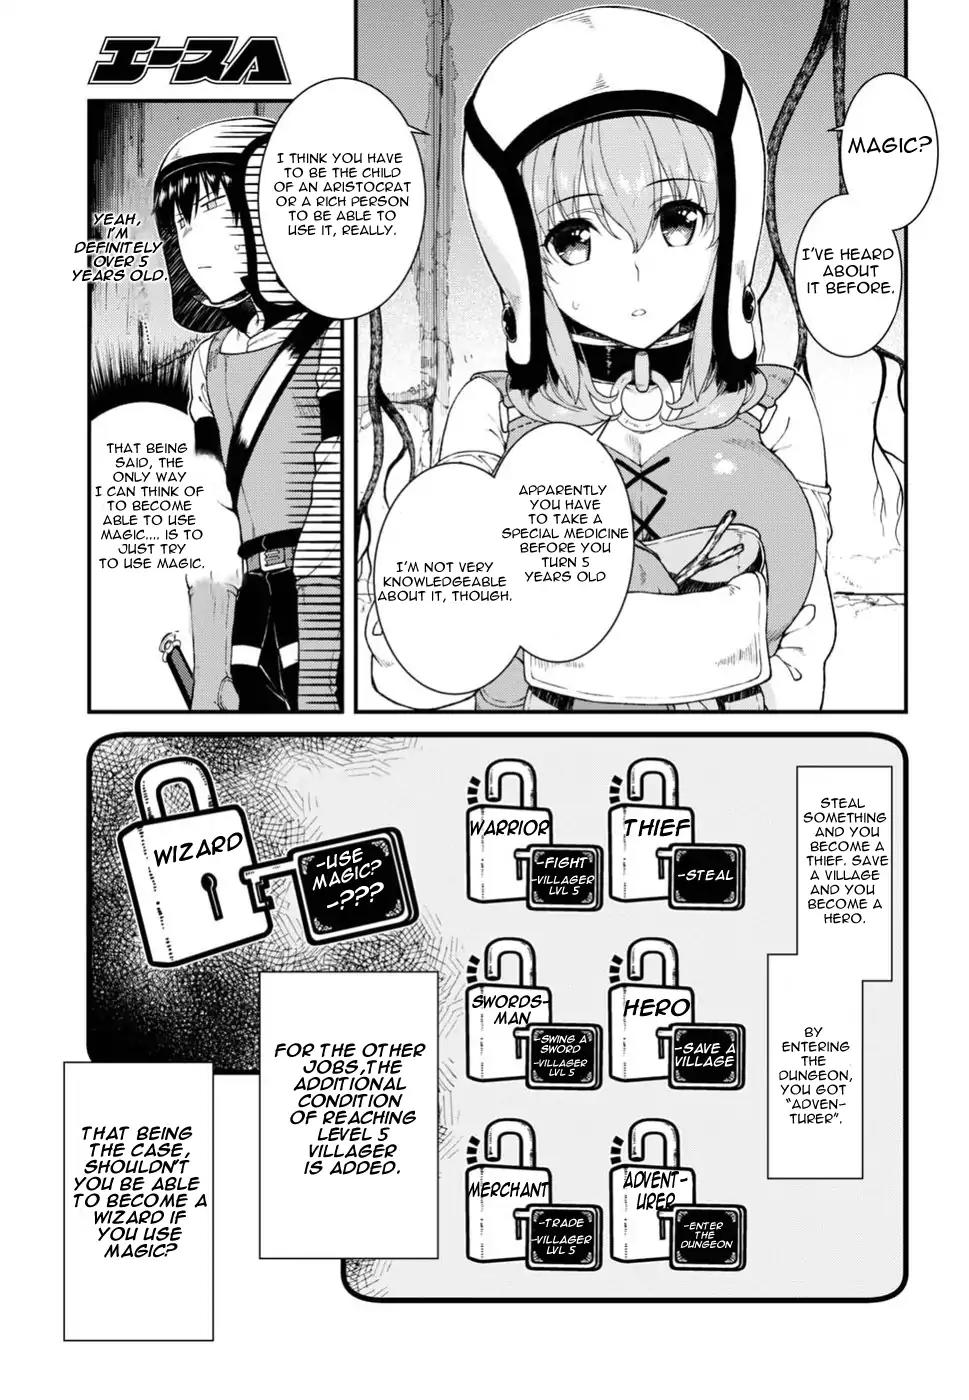 エースA
MAGIC?
I'VE HEARD
ABOUT
IT BEFORE.
APPARENTLY
YOU HAVE
TO TAKE A
SPECIAL MEDICINE
BEFORE YOU
TURN 5
YEARS OLD
I'M NOT VERY
KNOWLEDGEABLE
ABOUT IT, THOUGH.
I THINK YOU HAVE
TO BE THE CHILD
OF AN ARISTOCRAT
OR A RICH PERSON
TO BE ABLE TO
USE IT, REALLY.
YEAH,
I'M
DEFINITELY
OVER 5
YEARS OLD.
THAT BEING
SAID, THE
ONLY WAY
I CAN THINK OF
TO BECOME
ABLE TO USE
MAGIC.... IS TO
JUST TRY
TO USE MAGIC.
STEAL
SOMETHING
AND YOU
BECOME A
THIEF. SAVE
A VILLAGE
AND YOU
BECOME A
HERO.
BY
ENTERING
THE
DUNGEON,
YOU GOT
"ADVEN-
TURER".
THIEF
-STEAL
HERO
-SAVE A
VILLAGE
ADVENT-
URER
-ENTER
THE
DUNGEON
WARRIOR
-FIGHT
-VILLAGER
LVL 5
SWORDS-
MAN
-SWING A
SWORD
-VILLAGER
LVL 5
MERCHANT
-TRADE
-VILLAGER
LVL 5
FOR THE OTHER
JOBS,THE
ADDITIONAL
CONDITION
OF REACHING
LEVEL 5
VILLAGER
IS ADDED.
WIZARD
-USE
MAGIC?
-???
THAT BEING
THE CASE,
SHOULDN'T
YOU BE ABLE
TO BECOME A
WIZARD IF
YOU USE
MAGIC?